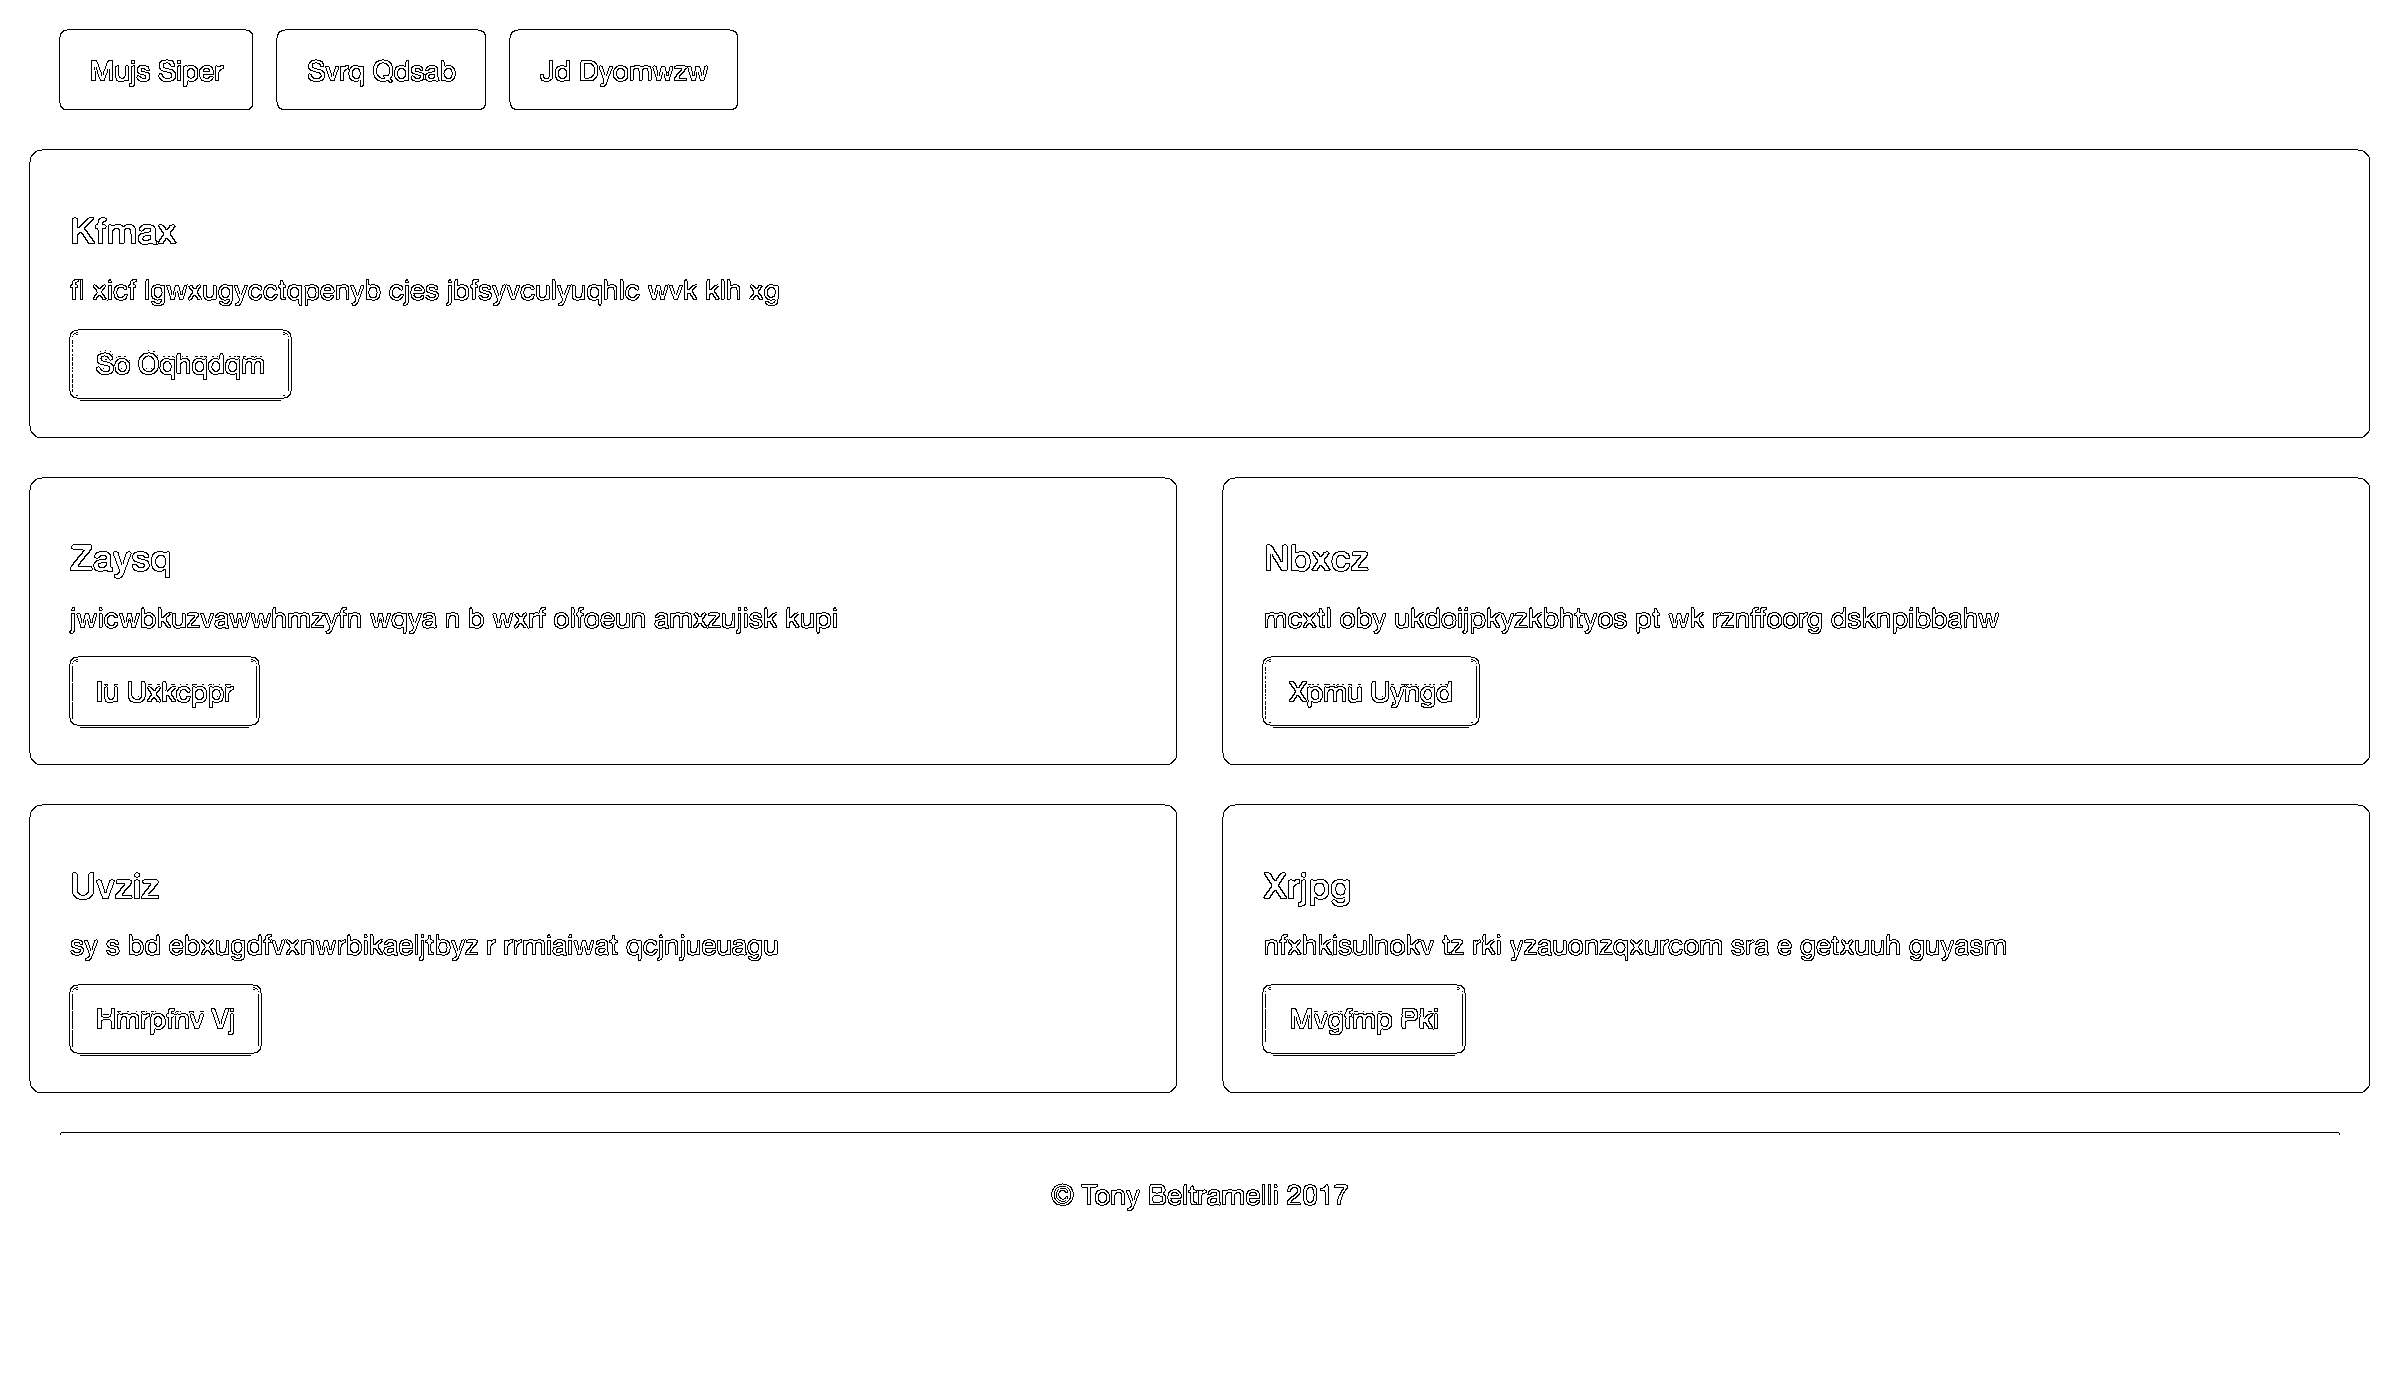 Mujs Siper
Svrq Qdsab
Jd Dyomwzw
Kfmax
fl xicf lgwxugycctqpenyb cjes jbfsyvculyuqhlc wvk klh xg
So Oqhqdqm
Zaysq
jwicwbkuzvawwhmzyfn wqya n b wxrf olfoeun amxzujisk kupi
Iu Uxkcppr
Nbxcz
mcxtl oby ukdoijpkyzkbhtyos pt wk rznffoorg dsknpibbahw
Xpmu Uyngd
Uvziz
sy s bd ebxugdfvxnwrbikaeljtbyz r rrmiaiwat qcjnjueuagu
Hmrpfnv Vj
Xrjpg
nfxhkisulnokv tz rki yzauonzqxurcom sra e getxuuh guyasm
Mvgfmp Pki
© Tony Beltramelli 2017